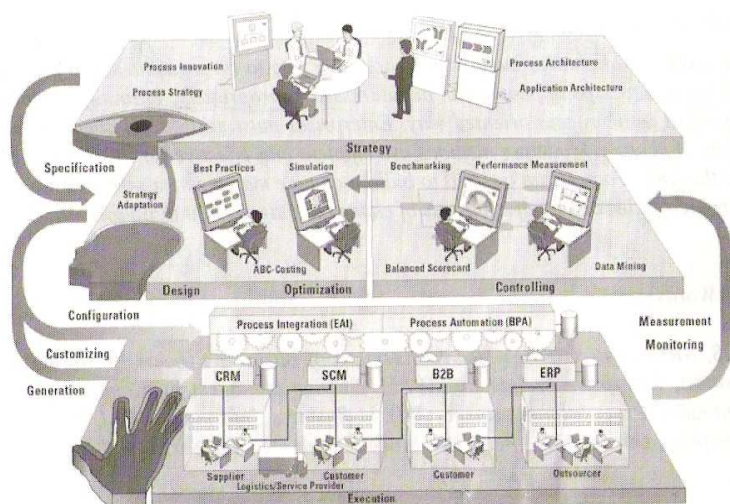 Process Innovation
Process Strategy
Process Architecture
Application Architecture
Strategy
Specification
Strategy
Adaptation
Best Practices
Simulation
Benchmarking
Performance Measurement
ABC-Costing
Balanced Scorecard
Data Mining
Design
Optimization
Controlling
Configuration
Customizing
Generation
Process Integration (EAI)
Process Automation (BPA)
Measurement
Monitoring
CRM
SCM
B2B
ERP
Supplier
Logistics/Service Provider
Customer
Customer
Outsourcer
Execution